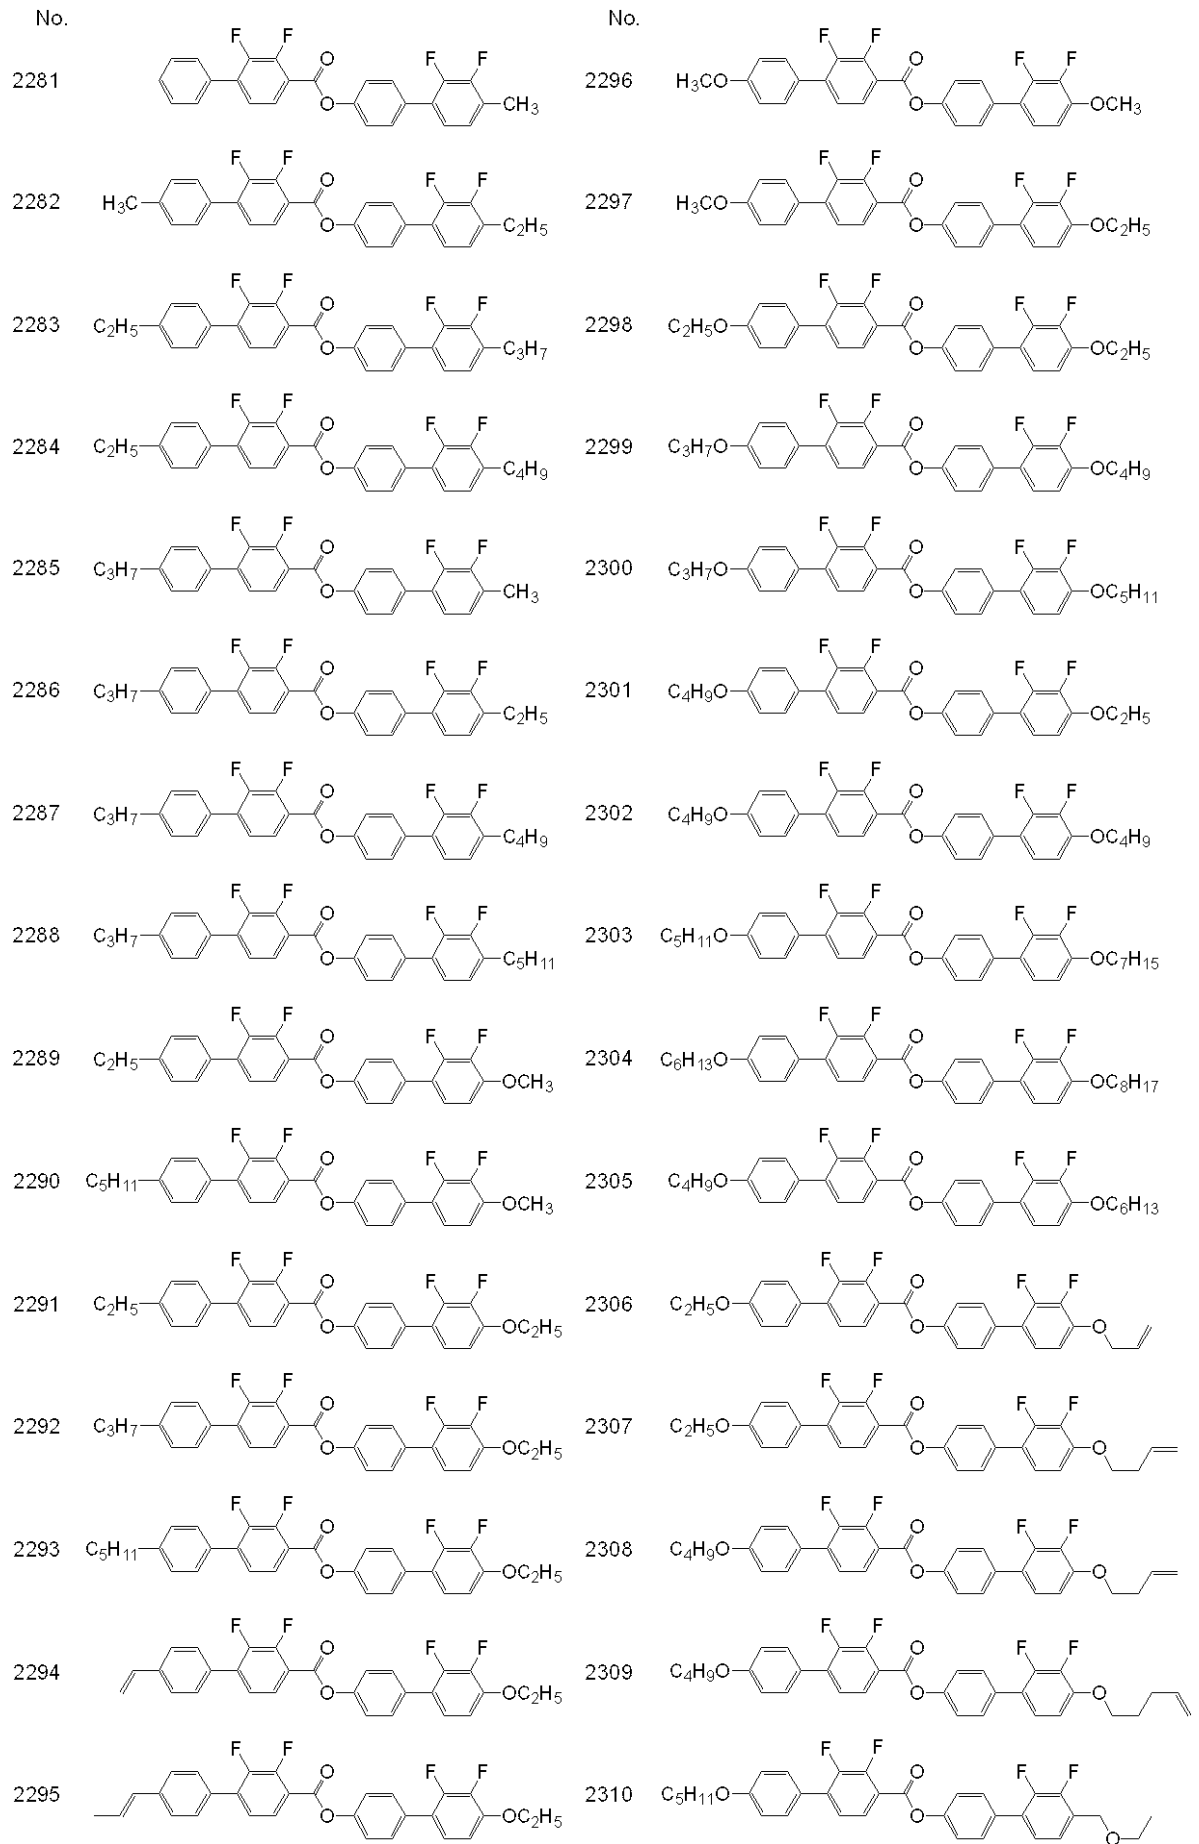 No.
2281 F F O O F F CH3
2282 H3C F F O O F F C2H5
2283 C2H5 F F O O F F C3H7
2284 C2H5 F F O O F F C4H9
2285 C3H7 F F O O F F CH3
2286 C3H7 F F O O F F C2H5
2287 C3H7 F F O O F F C4H9
2288 C3H7 F F O O F F C5H11
2289 C2H5 F F O O F F OCH3
2290 C5H11 F F O O F F OCH3
2291 C2H5 F F O O F F OC2H5
2292 C3H7 F F O O F F OC2H5
2293 C5H11 F F O O F F OC2H5
2294 F F O O F F OC2H5
2295 F F O O F F OC2H5
No.
2296 H3CO F F O O F F OCH3
2297 H3CO F F O O F F OC2H5
2298 C2H5O F F O O F F OC2H5
2299 C3H7O F F O O F F OC4H9
2300 C3H7O F F O O F F OC5H11
2301 C4H9O F F O O F F OC2H5
2302 C4H9O F F O O F F OC4H9
2303 C5H11O F F O O F F OC7H15
2304 C6H13O F F O O F F OC8H17
2305 C4H9O F F O O F F OC6H13
2306 C2H5O F F O O F F O
2307 C2H5O F F O O F F O
2308 C4H9O F F O O F F O
2309 C4H9O F F O O F F O
2310 C5H11O F F O O F F O